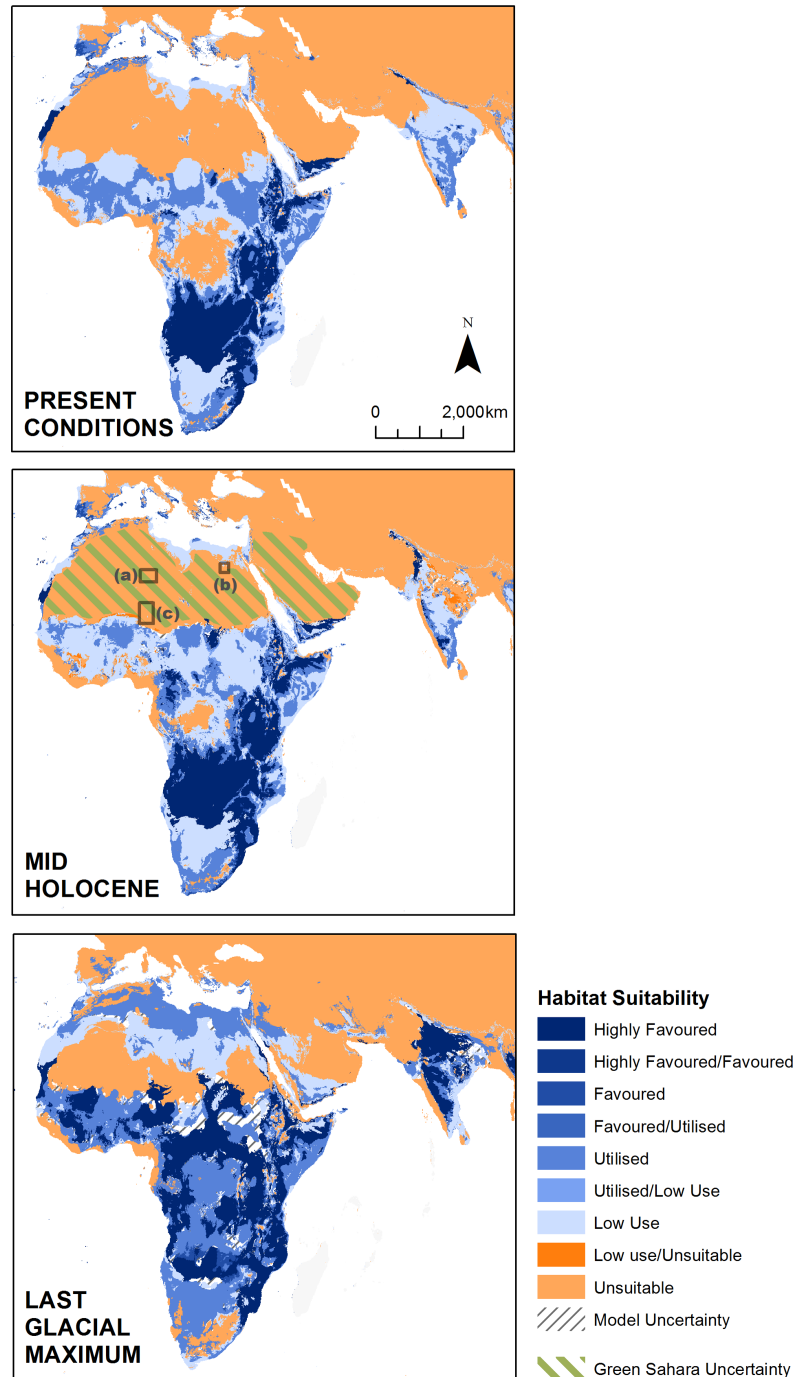 N
0 2,000km
PRESENT
CONDITIONS
(a)
(b)
(c)
MID
HOLOCENE
LAST
GLACIAL
MAXIMUM
Habitat Suitability
Highly Favoured
Highly Favoured/Favoured
Favoured
Favoured/Utilised
Utilised
Utilised/Low Use
Low Use
Low use/Unsuitable
Unsuitable
Model Uncertainty
Green Sahara Uncertainty